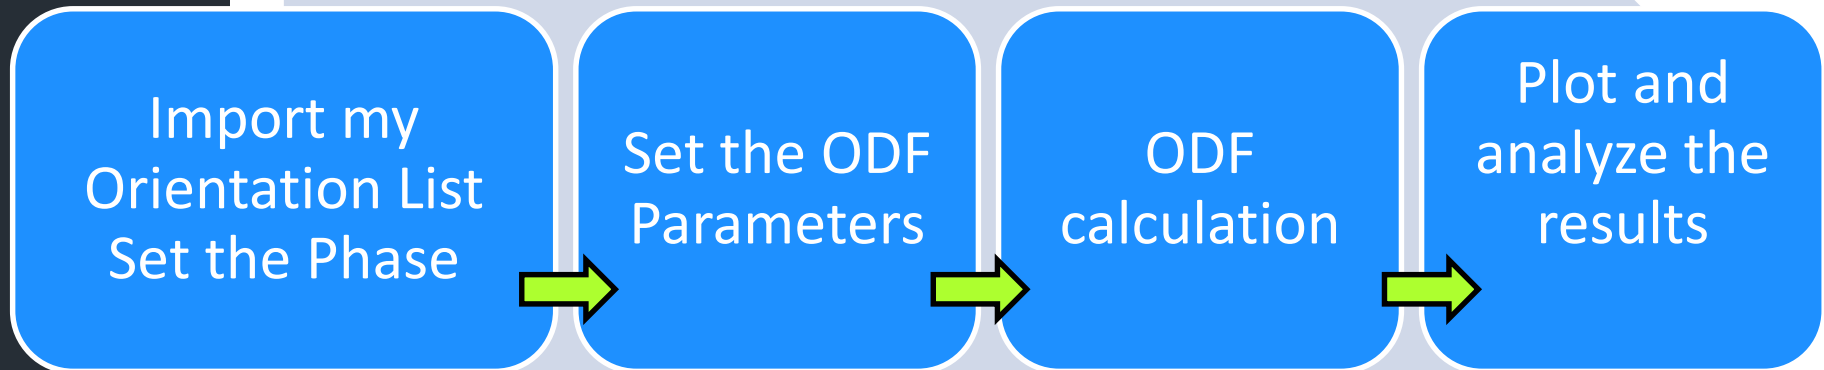 Import my
Orientation List
Set the Phase
Set the ODF
Parameters
ODF
calculation
Plot and
analyze the
results